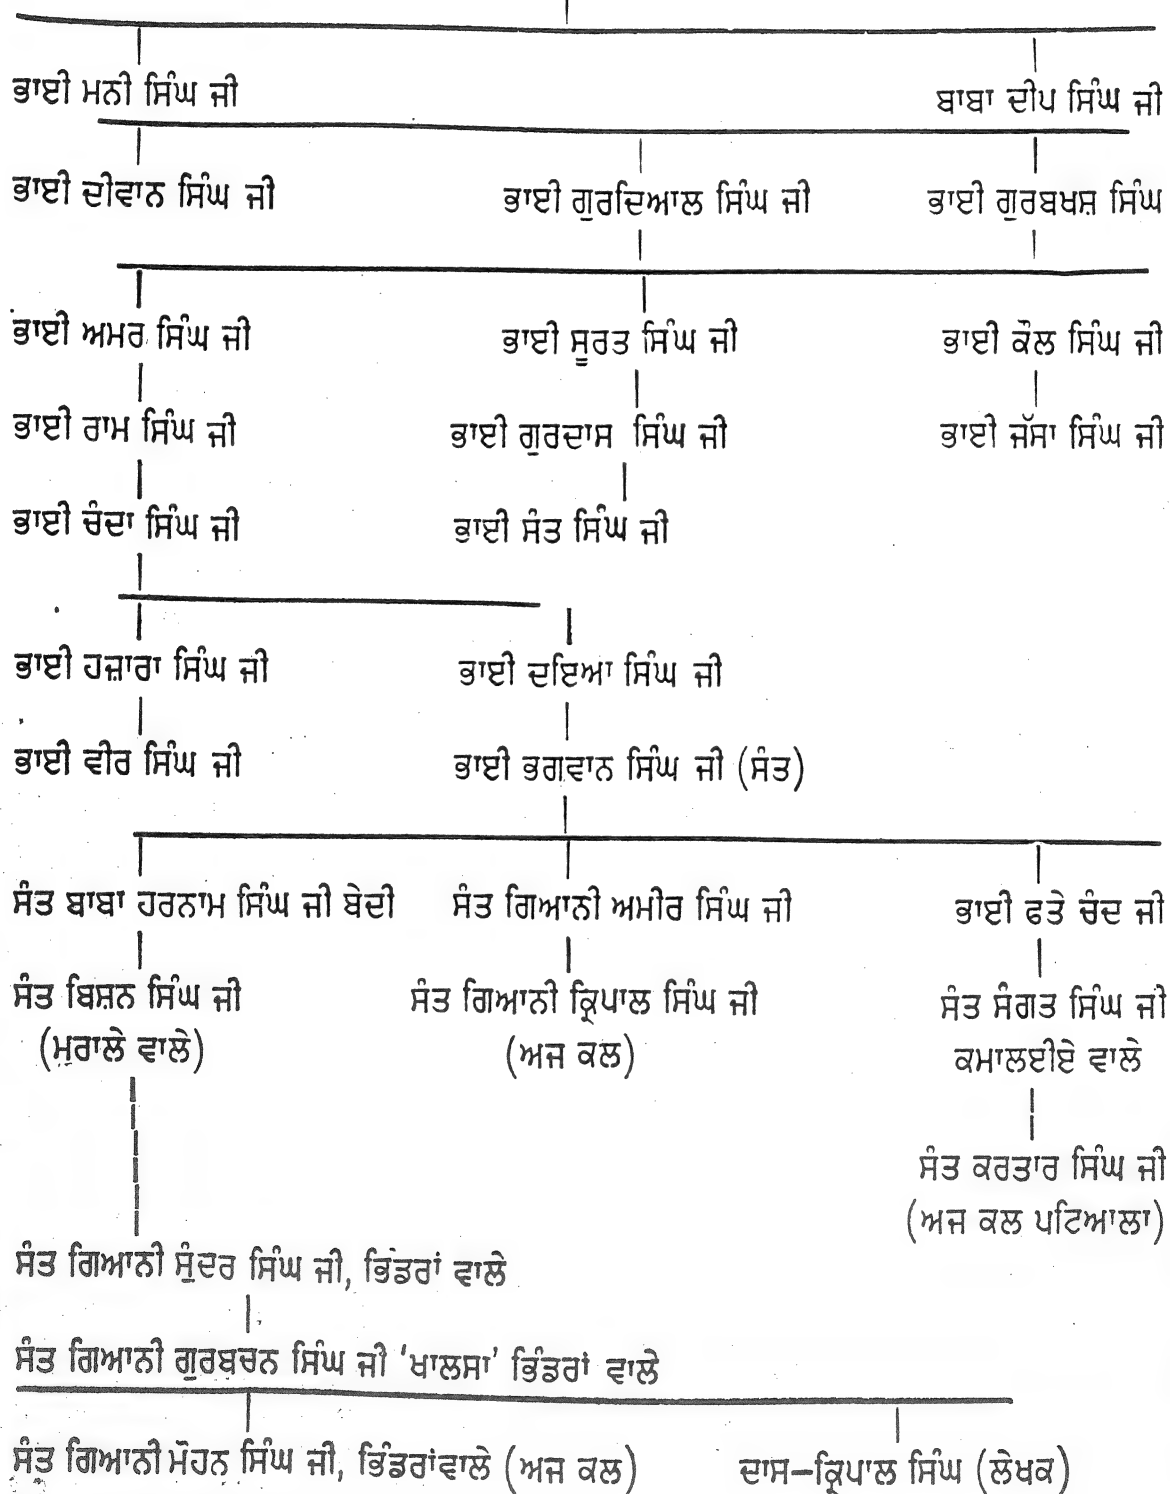 ਭਾਈ ਮਨੀ ਸਿੰਘ ਜੀ
ਬਾਬਾ ਦੀਪ ਸਿੰਘ ਜੀ
ਭਾਈ ਦੀਵਾਨ ਸਿੰਘ ਜੀ
ਭਾਈ ਗੁਰਦਿਆਲ ਸਿੰਘ ਜੀ
ਭਾਈ ਗੁਰਬਖਸ਼ ਸਿੰਘ
ਭਾਈ ਅਮਰ ਸਿੰਘ ਜੀ
ਭਾਈ ਸੂਰਤ ਸਿੰਘ ਜੀ
ਭਾਈ ਕੌਲ ਸਿੰਘ ਜੀ
ਭਾਈ ਰਾਮ ਸਿੰਘ ਜੀ
ਭਾਈ ਗੁਰਦਾਸ ਸਿੰਘ ਜੀ
ਭਾਈ ਜੱਸਾ ਸਿੰਘ ਜੀ
ਭਾਈ ਚੰਦਾ ਸਿੰਘ ਜੀ
ਭਾਈ ਸੰਤ ਸਿੰਘ ਜੀ
ਭਾਈ ਹਜ਼ਾਰਾ ਸਿੰਘ ਜੀ
ਭਾਈ ਦਇਆ ਸਿੰਘ ਜੀ
ਭਾਈ ਵੀਰ ਸਿੰਘ ਜੀ
ਭਾਈ ਭਗਵਾਨ ਸਿੰਘ ਜੀ (ਸੰਤ)
ਸੰਤ ਬਾਬਾ ਹਰਨਾਮ ਸਿੰਘ ਜੀ ਬੇਦੀ
ਸੰਤ ਗਿਆਨੀ ਅਮੀਰ ਸਿੰਘ ਜੀ
ਭਾਈ ਫਤੇ ਚੰਦ ਜੀ
ਸੰਤ ਬਿਸ਼ਨ ਸਿੰਘ ਜੀ
(ਮੁਰਾਲੇ ਵਾਲੇ)
ਸੰਤ ਗਿਆਨੀ ਕ੍ਰਿਪਾਲ ਸਿੰਘ ਜੀ
(ਅਜ ਕਲ)
ਸੰਤ ਸੰਗਤ ਸਿੰਘ ਜੀ
ਕਮਾਲਈਏ ਵਾਲੇ
ਸੰਤ ਕਰਤਾਰ ਸਿੰਘ ਜੀ
(ਅਜ ਕਲ ਪਟਿਆਲਾ)
ਸੰਤ ਗਿਆਨੀ ਸੁੰਦਰ ਸਿੰਘ ਜੀ, ਭਿੰਡਰਾਂ ਵਾਲੇ
ਸੰਤ ਗਿਆਨੀ ਗੁਰਬਚਨ ਸਿੰਘ ਜੀ 'ਖਾਲਸਾ' ਭਿੰਡਰਾਂ ਵਾਲੇ
ਸੰਤ ਗਿਆਨੀ ਮੋਹਨ ਸਿੰਘ ਜੀ, ਭਿੰਡਰਾਂਵਾਲੇ (ਅਜ ਕਲ)
ਦਾਸ—ਕ੍ਰਿਪਾਲ ਸਿੰਘ (ਲੇਖਕ)